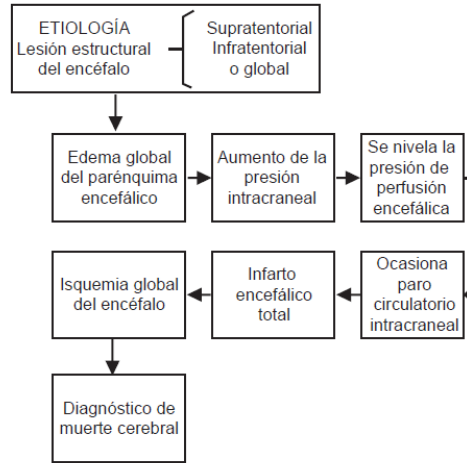 ETIOLOGÍA
Lesión estructural
del encéfalo
Supratentorial
Infratentorial
o global
Edema global
del parénquima
encefálico
Aumento de la
presión
intracraneal
Se nivela la
presión de
perfusión
encefálica
Isquemia global
del encéfalo
Infarto
encefálico
total
Ocasiona
paro
circulatorio
intracraneal
Diagnóstico de
muerte cerebral